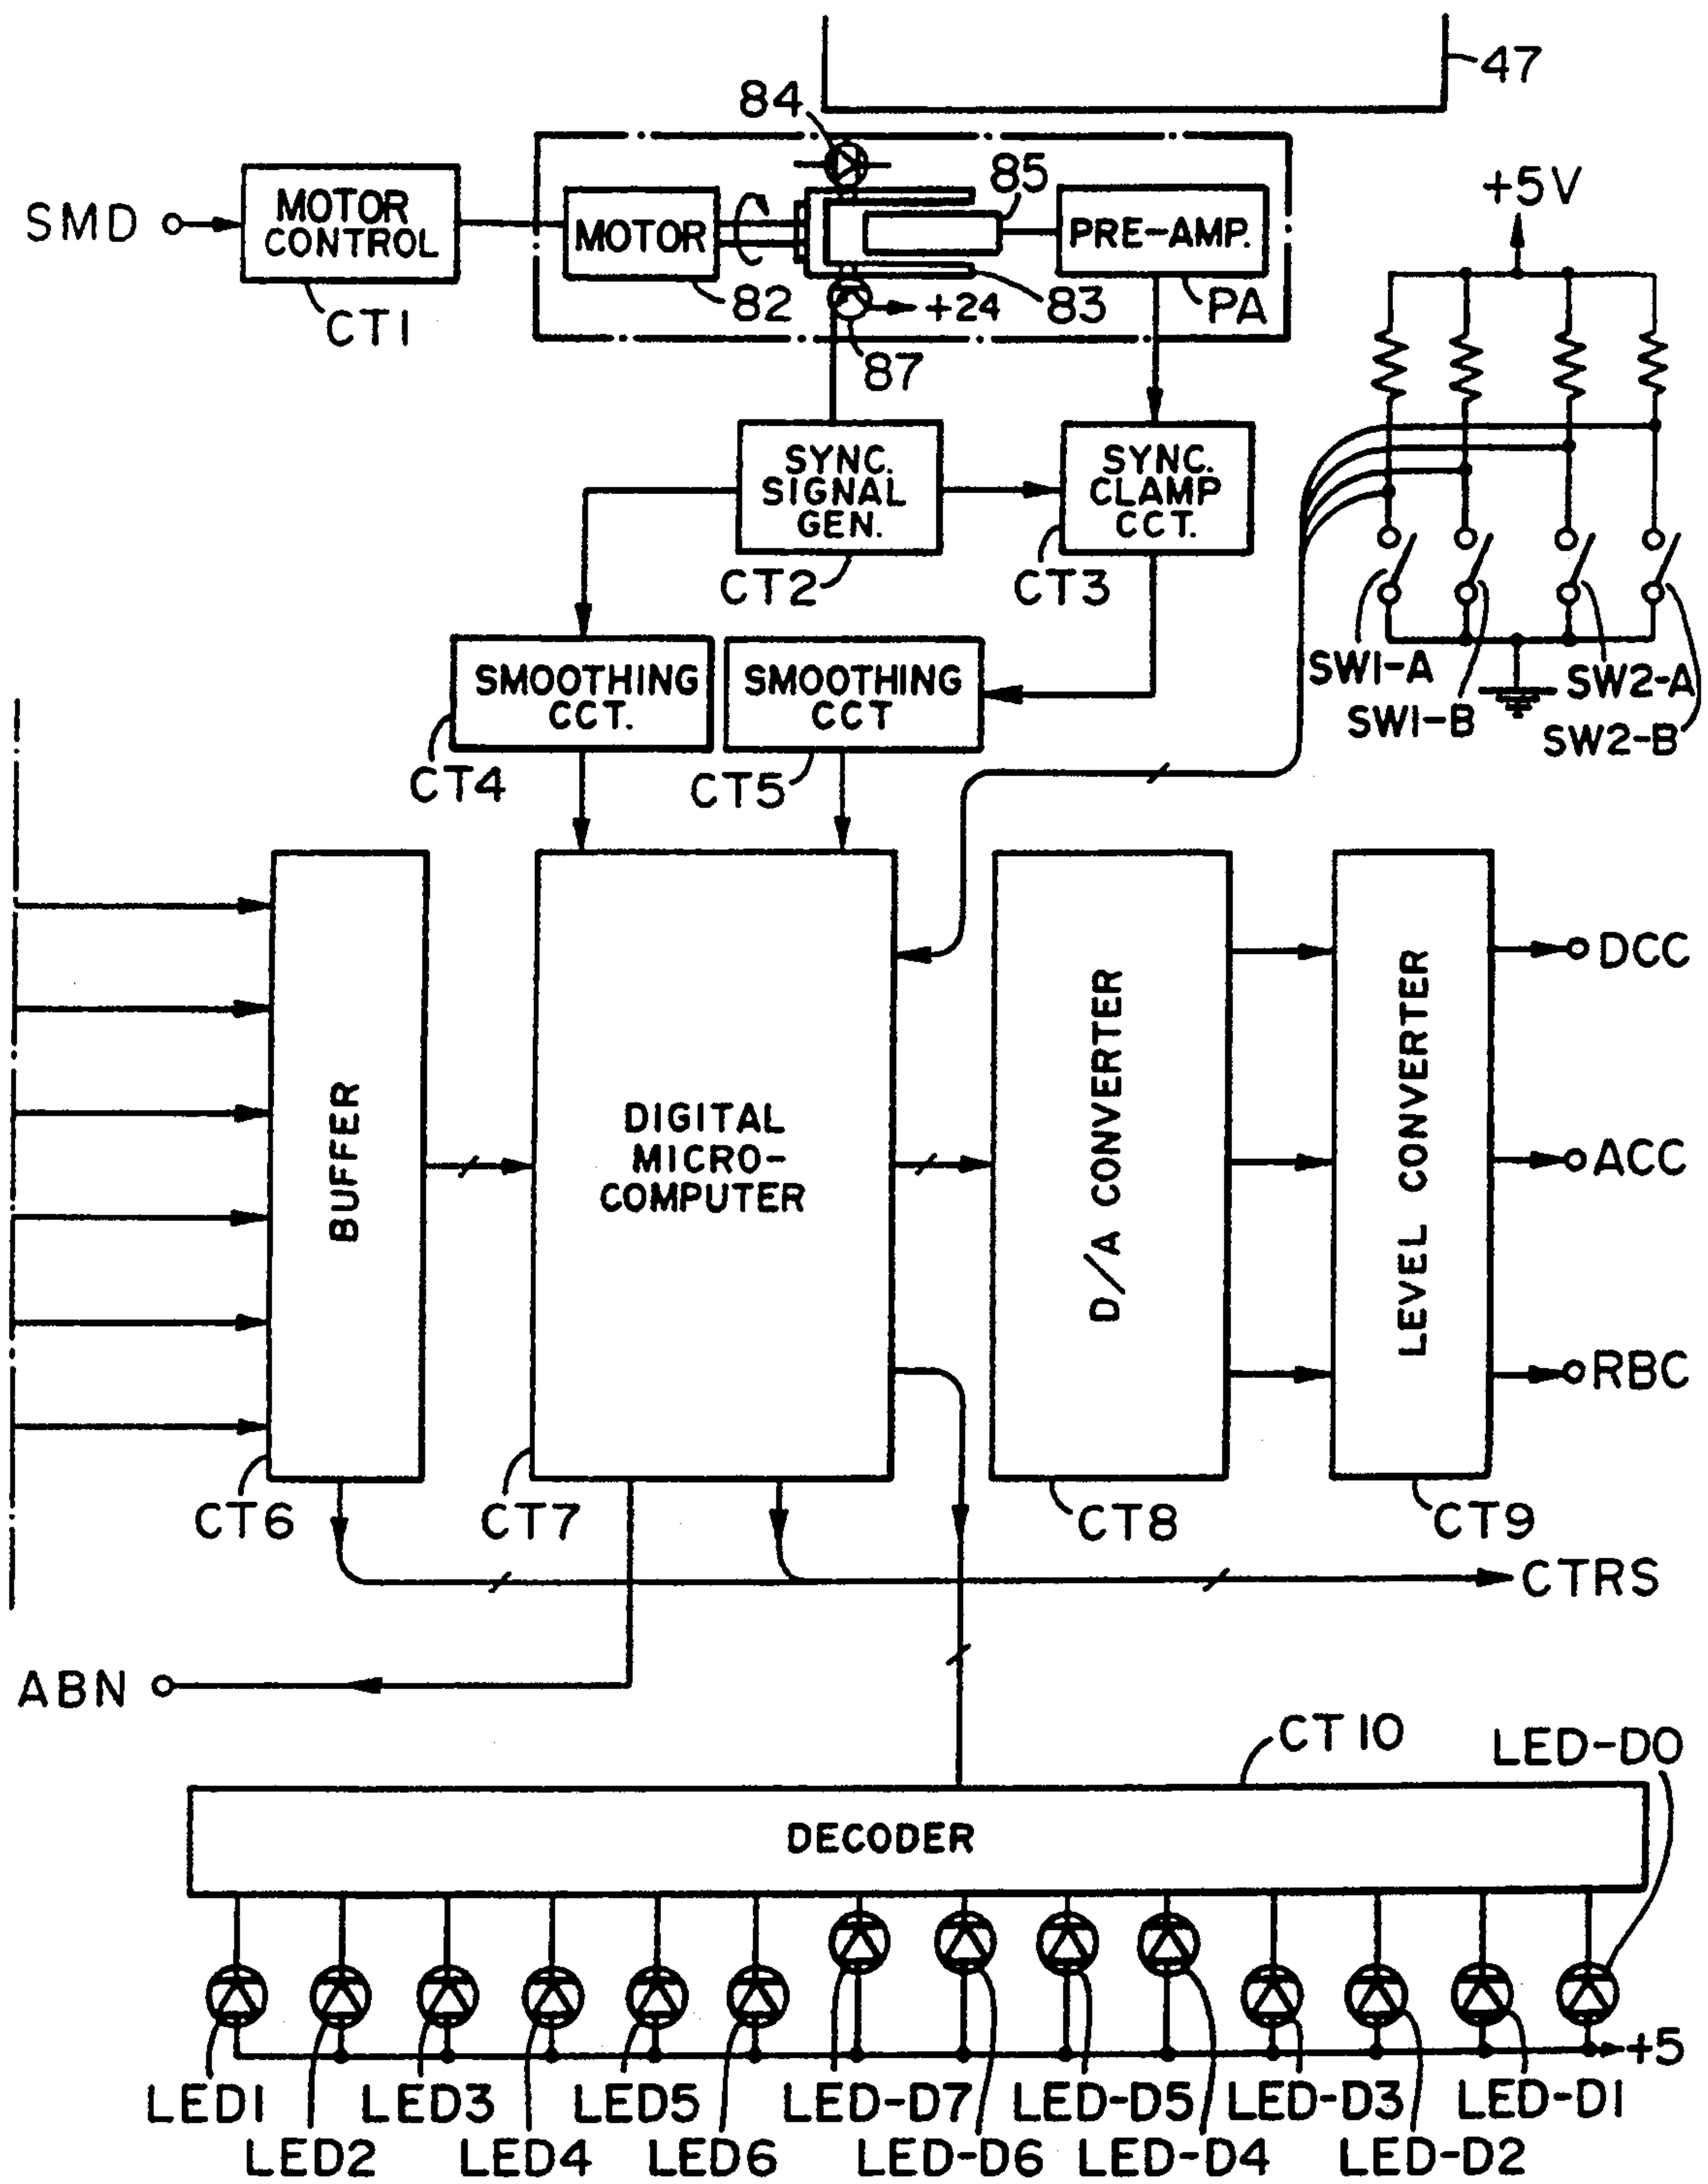 47
84
85
+5V
SMD
MOTOR
CONTROL
MOTOR
PRE-AMP.
82
+24
83
PA
CT1
87
SYNC.
SIGNAL
GEN.
SYNC.
CLAMP
CCT.
CT2
CT3
SW1-A
SW2-A
SW1-B
SW2-B
SMOOTHING
CCT.
SMOOTHING
CCT
CT4
CT5
DCC
BUFFER
DIGITAL
MICRO-
COMPUTER
D/A CONVERTER
LEVEL CONVERTER
ACC
RBC
CT6
CT7
CT8
CT9
CTRS
ABN
CT10
LED-D0
DECODER
+5
LED1
LED3
LED5
LED-D7
LED-D5
LED-D3
LED-D1
LED2
LED4
LED6
LED-D6
LED-D4
LED-D2